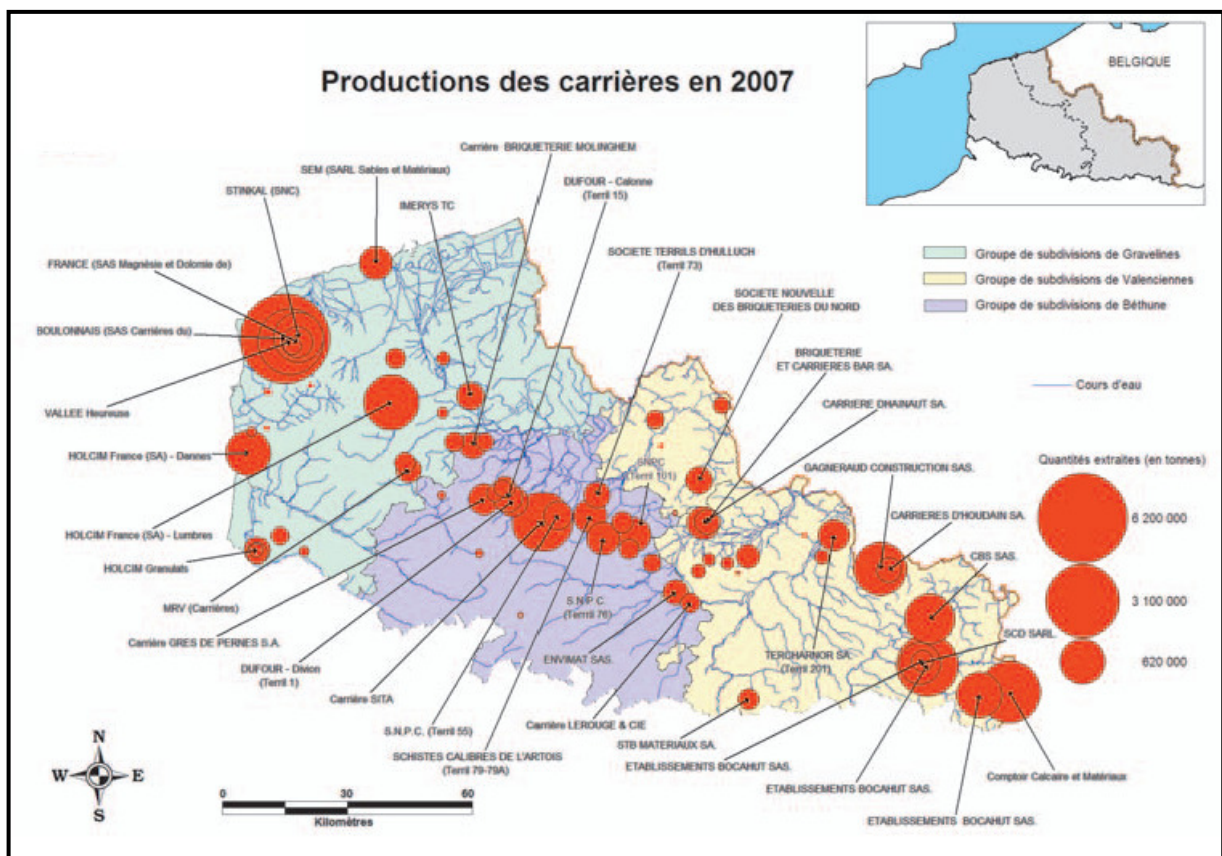 Productions des carrières en 2007
BELGIQUE
Carrière BRIQUETERIE MOLINGHEM
SEM (SARL Sables et Matériaux)
DUFOUR - Calonne
(Terril 15)
STINKAL (SNC)
IMERYS TC
SOCIETE TERRILS D'HULLUCH
(Terril 73)
Groupe de subdivisions de Gravelines
FRANCE (SAS Magnésie et Dolomie de)
Groupe de subdivisions de Valenciennes
SOCIETE NOUVELLE
DES BRIQUETERIES DU NORD
Groupe de subdivisions de Béthune
BOULONNAIS (SAS Carrières du)
BRIQUETERIE
ET CARRIERES BAR SA.
Cours d'eau
VALLEE Heureuse
CARRIERE DHAINAUT SA.
HOLCIM France (SA) - Dannes
SNPC
(Terril 101)
GAGNERAUD CONSTRUCTION SAS.
Quantités extraites (en tonnes)
CARRIERES D'HOUDAIN SA.
6 200 000
HOLCIM France (SA) - Lumbres
CBS SAS.
HOLCIM Granulats
3 100 000
MRV (Carrières)
S.N.P.C.
(Terril 76)
SCD SARL.
Carrière GRES DE PERNES S.A.
ENVIMAT SAS.
TERCHARNOR SA.
(Terril 201)
620 000
DUFOUR - Divion
(Terril 1)
Carrière SITA
Carrière LEROUGE & CIE
S.N.P.C. (Terril 55)
STB MATERIAUX SA.
SCHISTES CALIBRES DE L'ARTOIS
(Terril 79-79A)
ETABLISSEMENTS BOCAHUT SAS.
Comptoir Calcaire et Matériaux
ETABLISSEMENTS BOCAHUT SAS.
ETABLISSEMENTS BOCAHUT SAS.
N
W E
S
0 30 60
Kilomètres